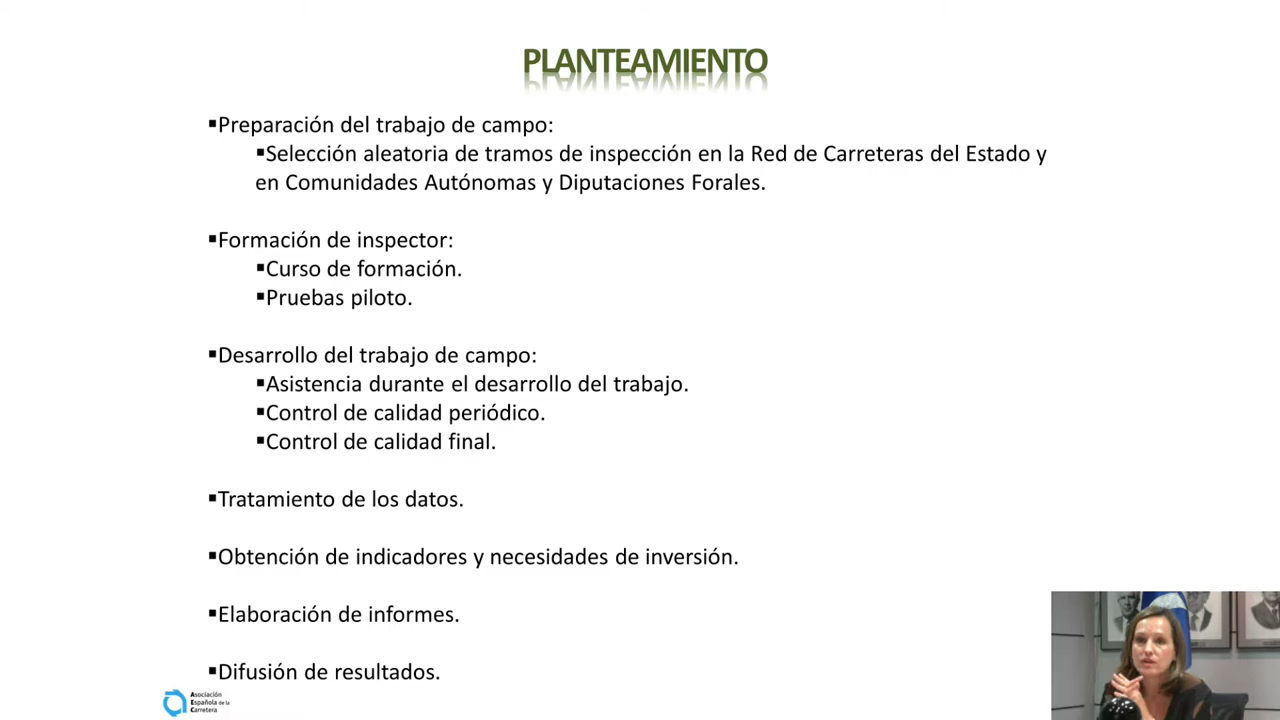 PLANTEAMIENTO
▪Preparación del trabajo de campo:
▪Selección aleatoria de tramos de inspección en la Red de Carreteras del Estado y
en Comunidades Autónomas y Diputaciones Forales.
▪Formación de inspector:
▪Curso de formación.
▪Pruebas piloto.
▪Desarrollo del trabajo de campo:
▪Asistencia durante el desarrollo del trabajo.
▪Control de calidad periódico.
▪Control de calidad final.
▪Tratamiento de los datos.
▪Obtención de indicadores y necesidades de inversión.
▪Elaboración de informes.
▪Difusión de resultados.
Asociación
Española de la
Carretera